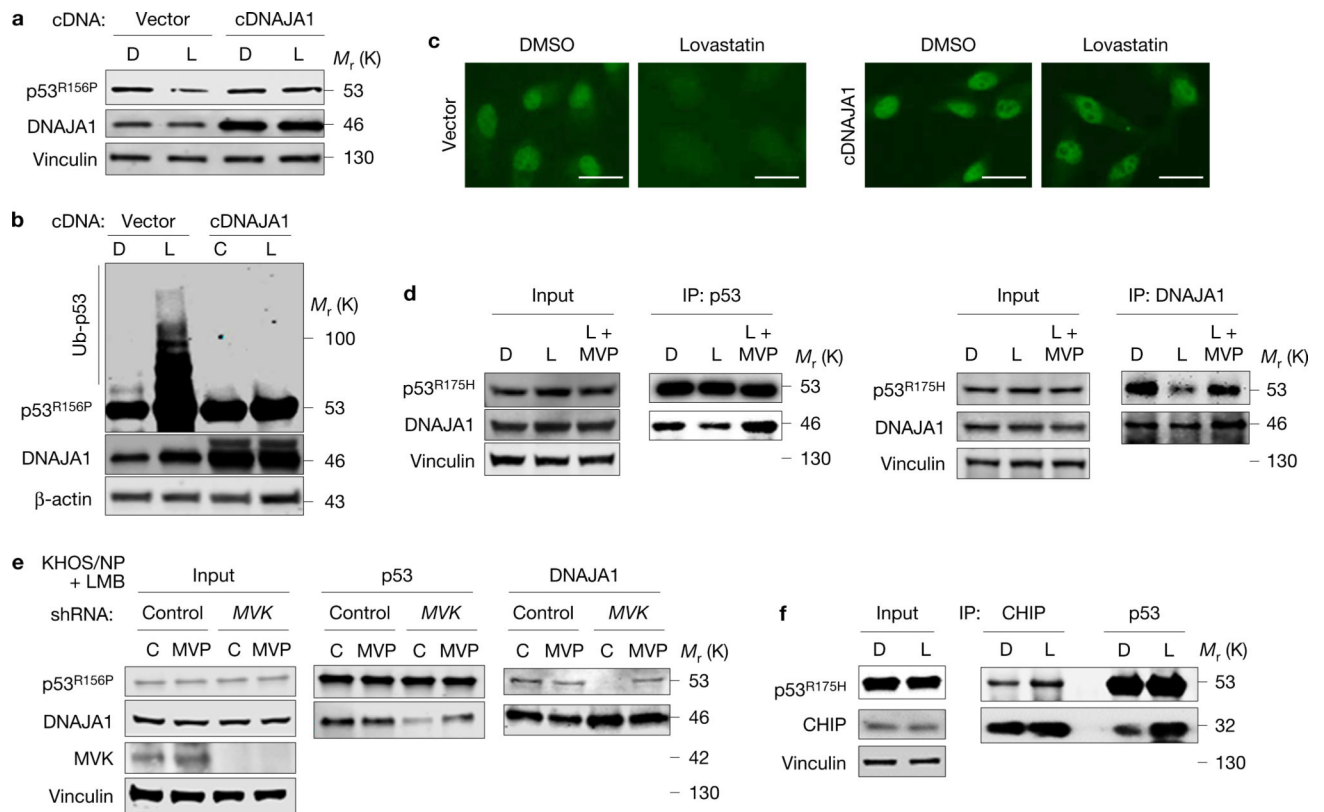 a
cDNA: Vector cDNAJA1
D L D L Mr (K)
p53R156P 53
DNAJA1 46
Vinculin 130
b
cDNA: Vector cDNAJA1
D L C L
Ub-p53
Mr (K)
100
p53R156P 53
DNAJA1 46
β-actin 43
c
DMSO Lovastatin DMSO Lovastatin
Vector
cDNAJA1
d
Input IP: p53
L +
D L MVP D L MVP Mr (K)
p53R175H 53
DNAJA1 46
Vinculin 130
Input IP: DNAJA1
L + L +
D L MVP D L MVP Mr (K)
p53R175H 53
DNAJA1 46
Vinculin 130
e
KHOS/NP
+ LMB
Input p53 DNAJA1
shRNA: Control MVK Control MVK Control MVK
C MVP C MVP C MVP C MVP C MVP C MVP Mr (K)
p53R156P 53
DNAJA1 46
MVK 42
Vinculin 130
f
Input IP: CHIP p53
D L D L D L Mr (K)
p53R175H 53
CHIP 32
Vinculin 130